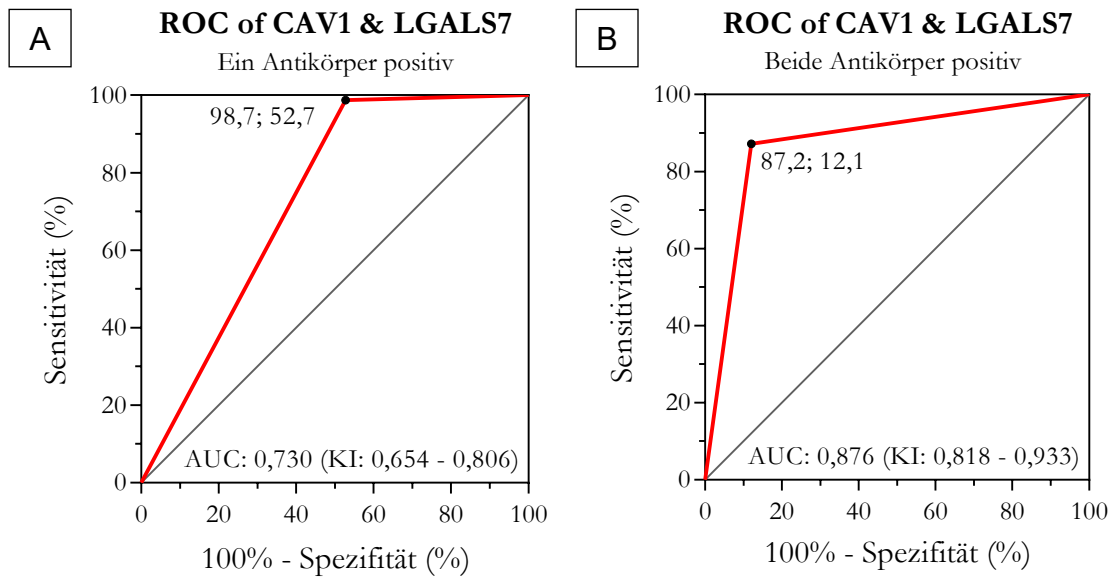 A
ROC of CAV1 & LGALS7
Ein Antikörper positiv
100
80
60
40
20
0
Sensitivität (%)
98,7; 52,7
AUC: 0,730 (KI: 0,654 - 0,806)
0 20 40 60 80 100
100% - Spezifität (%)
B
ROC of CAV1 & LGALS7
Beide Antikörper positiv
100
80
60
40
20
0
Sensitivität (%)
87,2; 12,1
AUC: 0,876 (KI: 0,818 - 0,933)
0 20 40 60 80 100
100% - Spezifität (%)